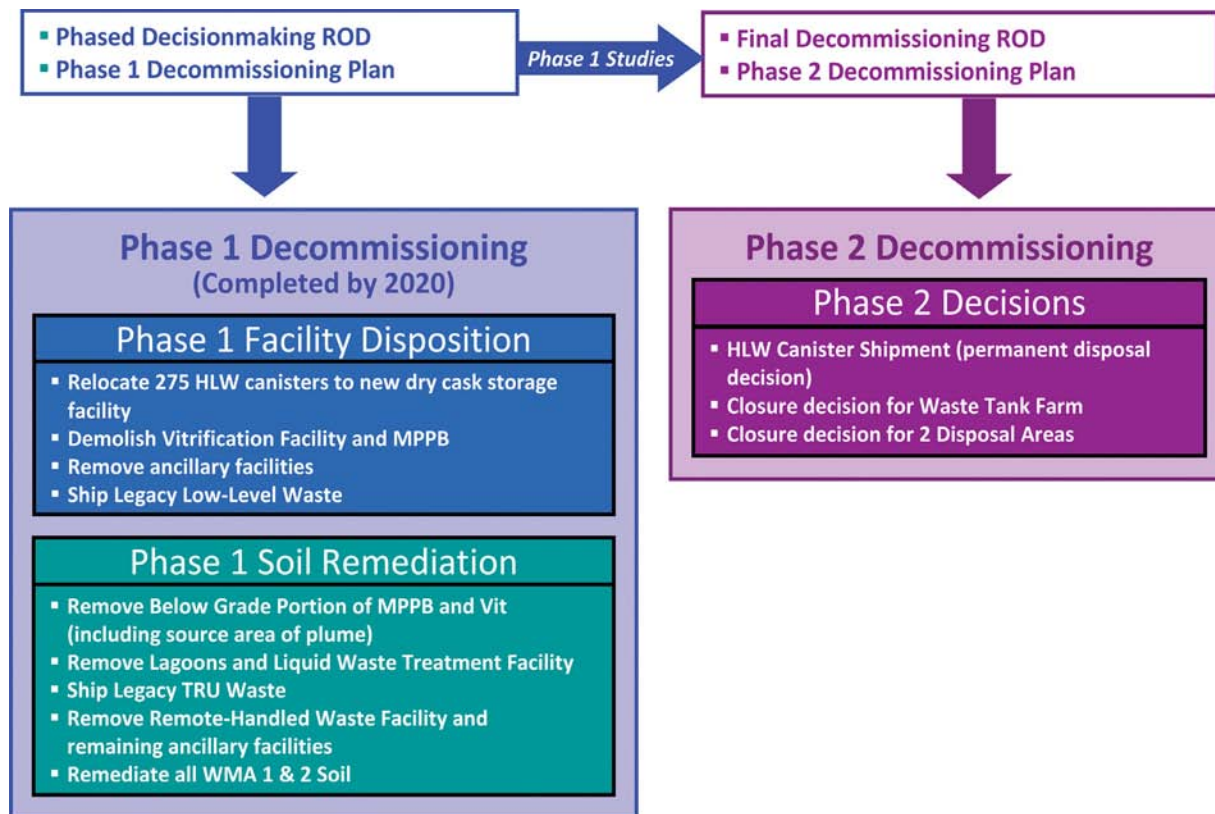 ▪ Phased Decisionmaking ROD
▪ Phase 1 Decommissioning Plan
Phase 1 Studies
▪ Final Decommissioning ROD
▪ Phase 2 Decommissioning Plan
Phase 1 Decommissioning
(Completed by 2020)
Phase 1 Facility Disposition
▪ Relocate 275 HLW canisters to new dry cask storage
facility
▪ Demolish Vitrification Facility and MPPB
▪ Remove ancillary facilities
▪ Ship Legacy Low-Level Waste
Phase 1 Soil Remediation
▪ Remove Below Grade Portion of MPPB and Vit
(including source area of plume)
▪ Remove Lagoons and Liquid Waste Treatment Facility
▪ Ship Legacy TRU Waste
▪ Remove Remote-Handled Waste Facility and
remaining ancillary facilities
▪ Remediate all WMA 1 & 2 Soil
Phase 2 Decommissioning
Phase 2 Decisions
▪ HLW Canister Shipment (permanent disposal
decision)
▪ Closure decision for Waste Tank Farm
▪ Closure decision for 2 Disposal Areas